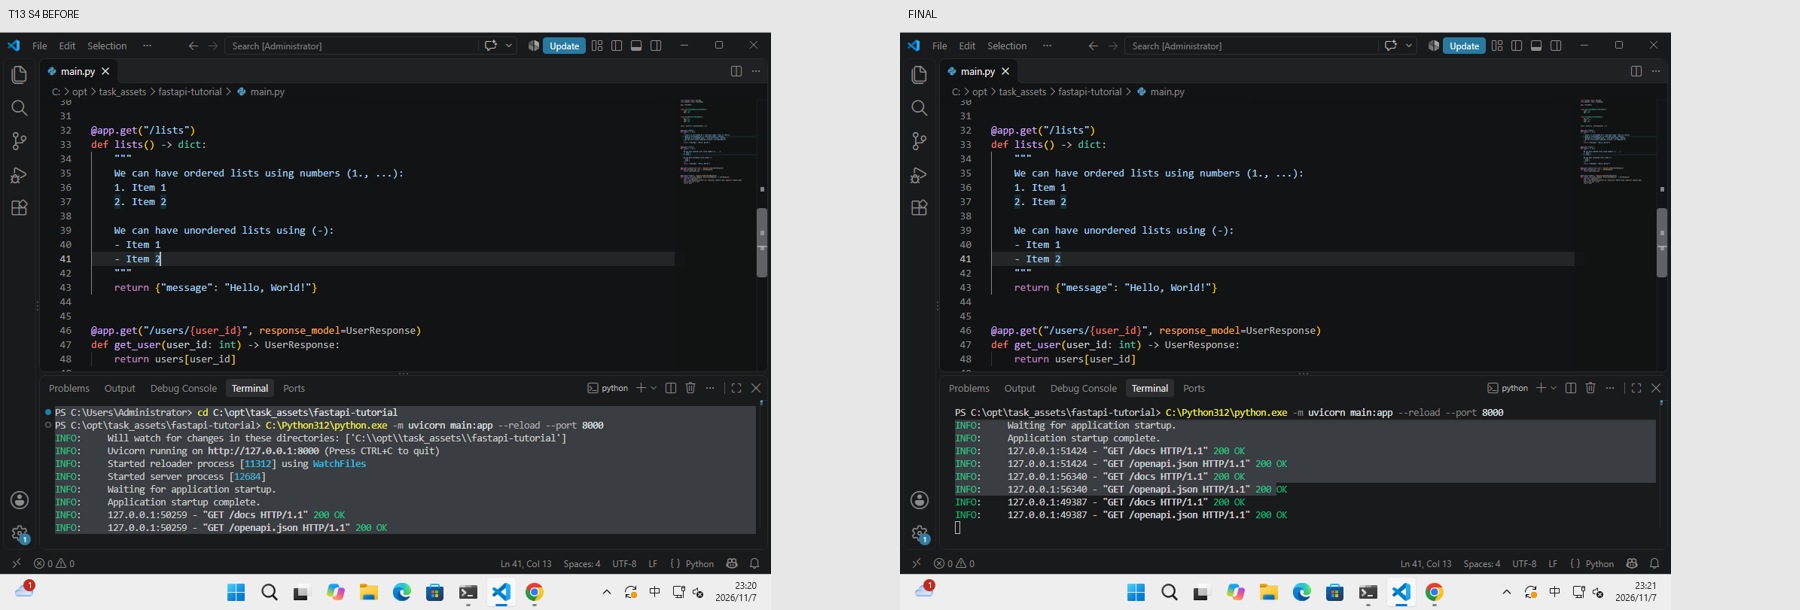 T13 S4 BEFORE
File Edit Selection ··· Search [Administrator] Update
main.py
C: > opt > task_assets > fastapi-tutorial > main.py
30
31
32 @app.get("/lists")
33 def lists() -> dict:
34 """
35 We can have ordered lists using numbers (1., ...):
36 1. Item 1
37 2. Item 2
38
39 We can have unordered lists using (-):
40 - Item 1
41 - Item 2
42 """
43 return {"message": "Hello, World!"}
44
45
46 @app.get("/users/{user_id}", response_model=UserResponse)
47 def get_user(user_id: int) -> UserResponse:
48 return users[user_id]
Problems Output Debug Console Terminal Ports python
PS C:\Users\Administrator> cd C:\opt\task_assets\fastapi-tutorial
PS C:\opt\task_assets\fastapi-tutorial> C:\Python312\python.exe -m uvicorn main:app --reload --port 8000
INFO: Will watch for changes in these directories: ['C:\\opt\\task_assets\\fastapi-tutorial']
INFO: Uvicorn running on http://127.0.0.1:8000 (Press CTRL+C to quit)
INFO: Started reloader process [11312] using WatchFiles
INFO: Started server process [12684]
INFO: Waiting for application startup.
INFO: Application startup complete.
INFO: 127.0.0.1:50259 - "GET /docs HTTP/1.1" 200 OK
INFO: 127.0.0.1:50259 - "GET /openapi.json HTTP/1.1" 200 OK
1
0 0 Ln 41, Col 13 Spaces: 4 UTF-8 LF { } Python
1 中 23:20
2026/11/7
FINAL
File Edit Selection ··· Search [Administrator] Update
main.py
C: > opt > task_assets > fastapi-tutorial > main.py
30
31
32 @app.get("/lists")
33 def lists() -> dict:
34 """
35 We can have ordered lists using numbers (1., ...):
36 1. Item 1
37 2. Item 2
38
39 We can have unordered lists using (-):
40 - Item 1
41 - Item 2
42 """
43 return {"message": "Hello, World!"}
44
45
46 @app.get("/users/{user_id}", response_model=UserResponse)
47 def get_user(user_id: int) -> UserResponse:
48 return users[user_id]
Problems Output Debug Console Terminal Ports python
PS C:\opt\task_assets\fastapi-tutorial> C:\Python312\python.exe -m uvicorn main:app --reload --port 8000
INFO: Waiting for application startup.
INFO: Application startup complete.
INFO: 127.0.0.1:51424 - "GET /docs HTTP/1.1" 200 OK
INFO: 127.0.0.1:51424 - "GET /openapi.json HTTP/1.1" 200 OK
INFO: 127.0.0.1:56340 - "GET /docs HTTP/1.1" 200 OK
INFO: 127.0.0.1:56340 - "GET /openapi.json HTTP/1.1" 200 OK
INFO: 127.0.0.1:49387 - "GET /docs HTTP/1.1" 200 OK
INFO: 127.0.0.1:49387 - "GET /openapi.json HTTP/1.1" 200 OK
1
0 0 Ln 41, Col 13 Spaces: 4 UTF-8 LF { } Python
1 中 23:21
2026/11/7